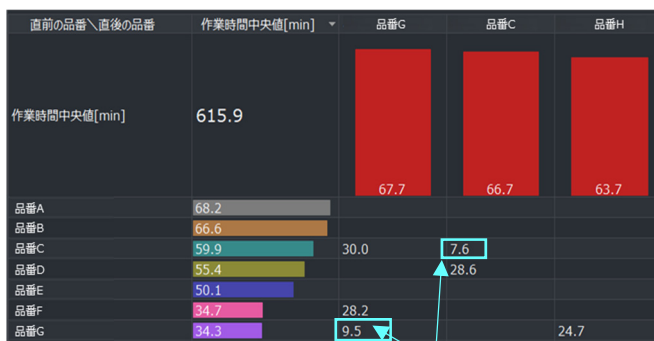 直前の品番＼直後の品番 作業時間中央値[min] 品番G 品番C 品番H
作業時間中央値[min] 615.9 67.7 66.7 63.7
品番A 68.2
品番B 66.6
品番C 59.9 30.0 7.6
品番D 55.4 28.6
品番E 50.1
品番F 34.7 28.2
品番G 34.3 9.5 24.7